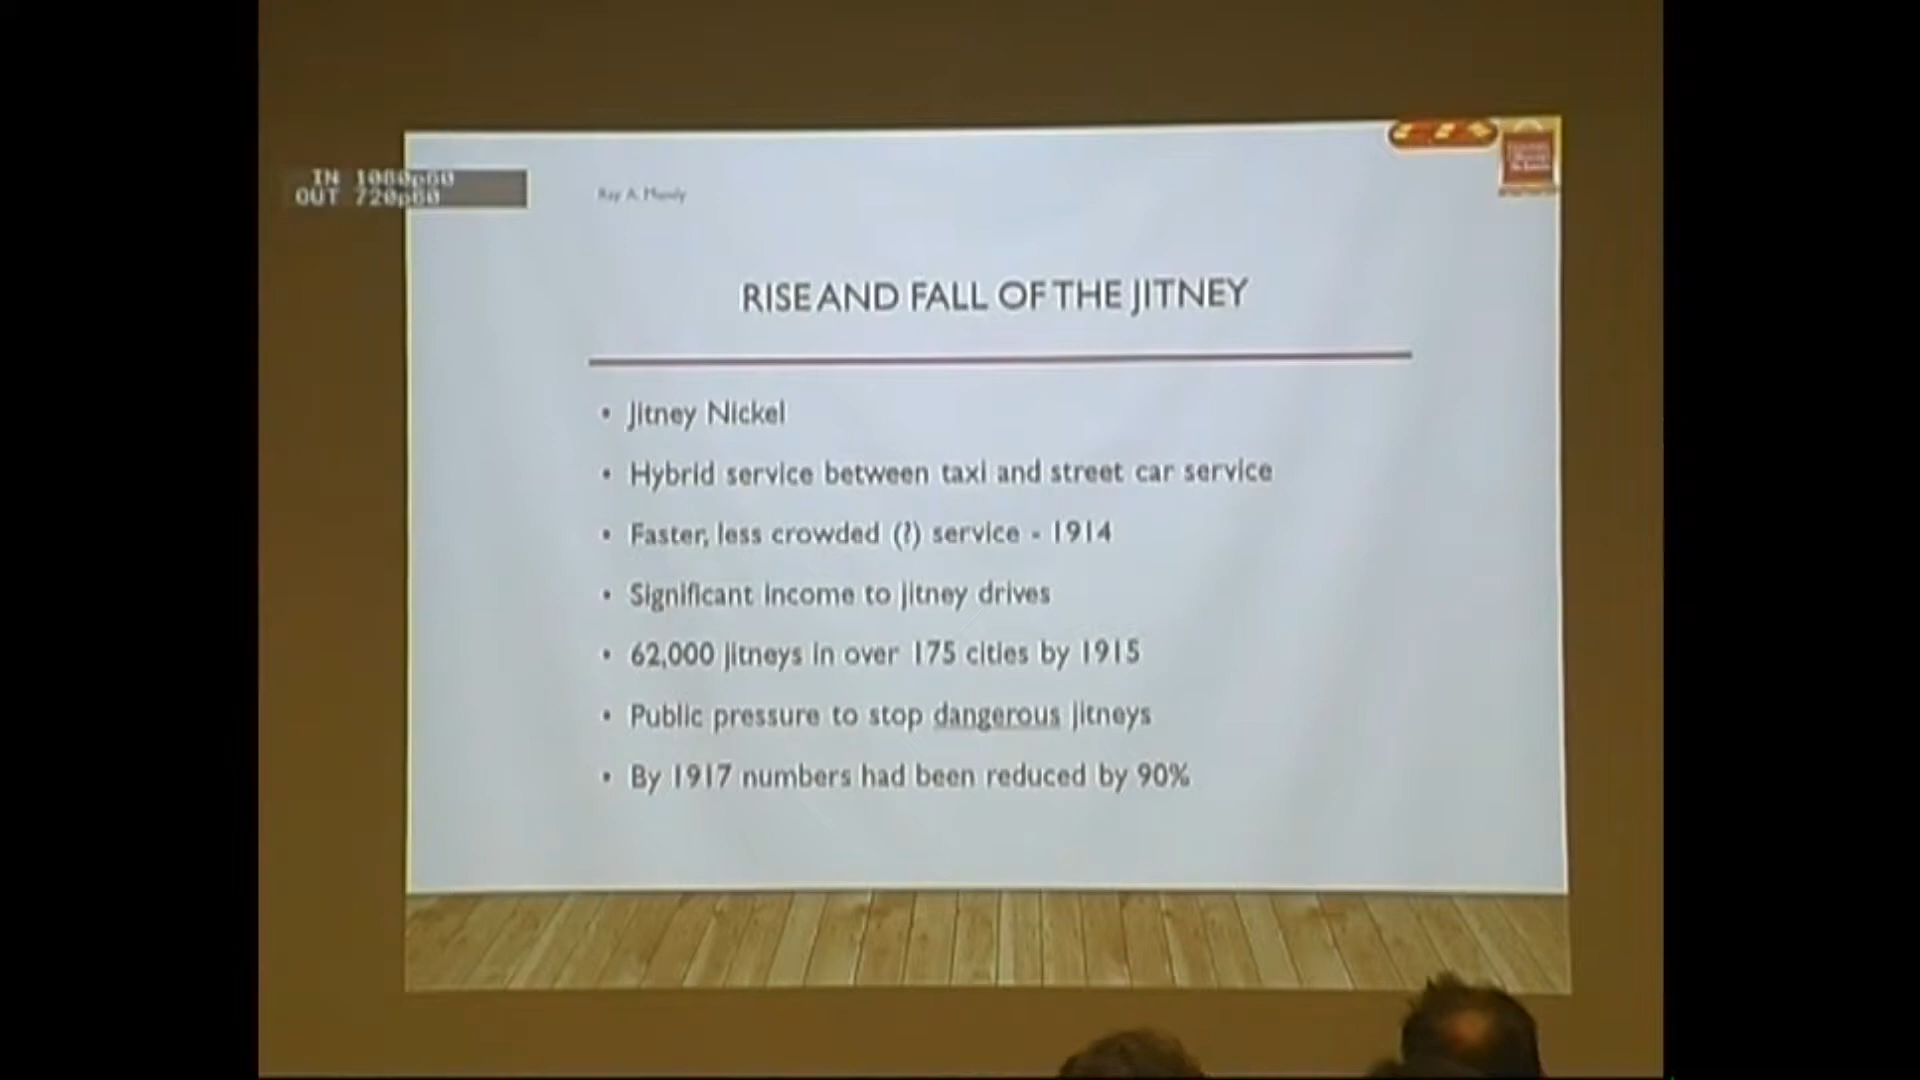 IN 1080p60
OUT 720p60
Ray A. Mundy
RISE AND FALL OF THE JITNEY
• Jitney Nickel
• Hybrid service between taxi and street car service
• Faster, less crowded (?) service - 1914
• Significant income to jitney drives
• 62,000 jitneys in over 175 cities by 1915
• Public pressure to stop dangerous jitneys
• By 1917 numbers had been reduced by 90%